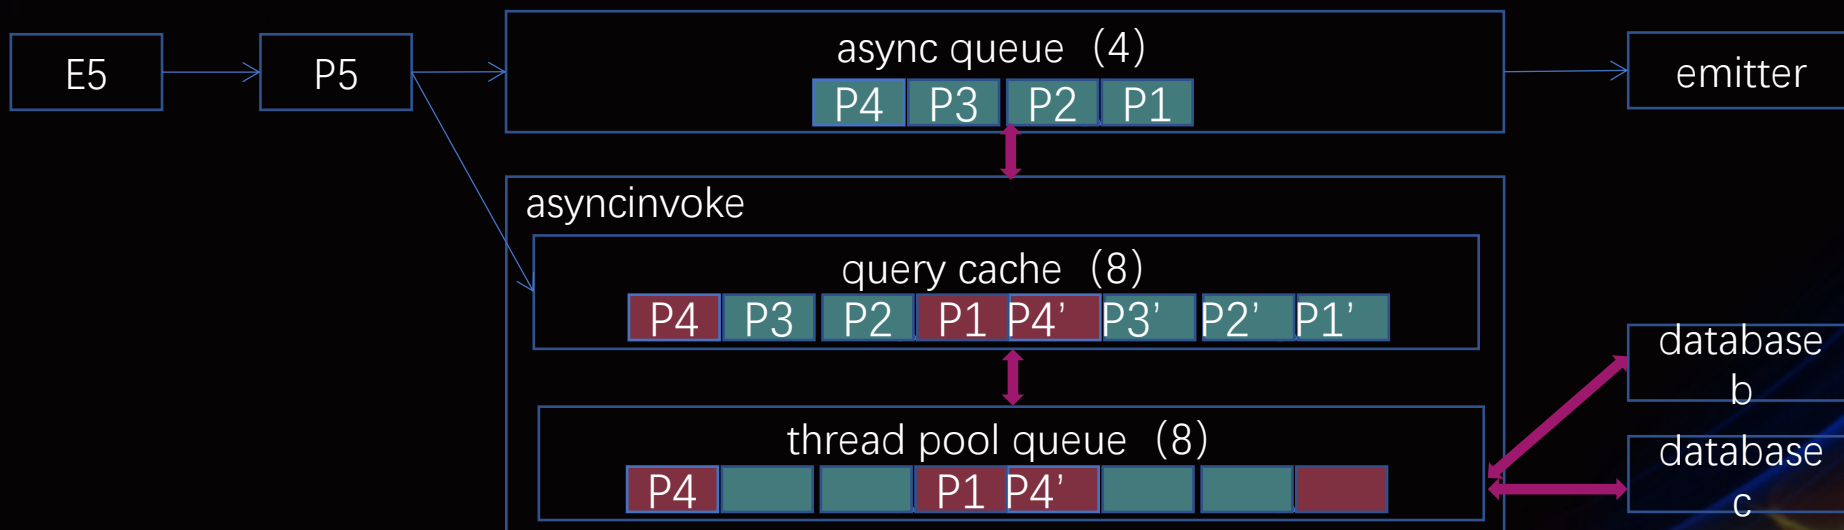 E5
P5
async queue（4）
P4 P3 P2 P1
emitter
asyncinvoke
query cache（8）
P4 P3 P2 P1 P4’ P3’ P2’ P1’
thread pool queue（8）
P4 P1 P4’
database
b
database
c